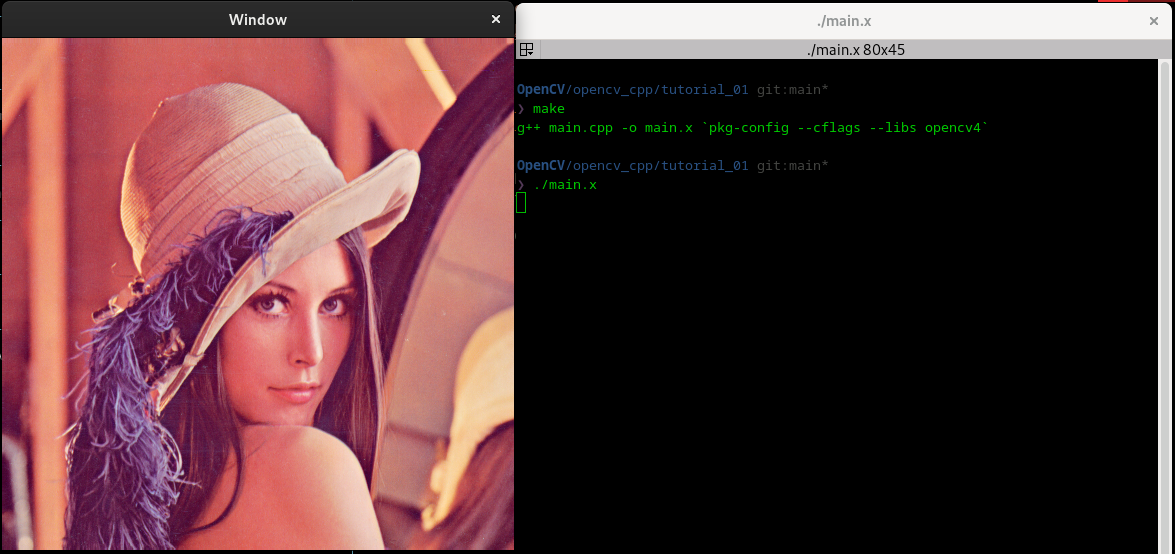 Window
×
./main.x
×
./main.x 80x45
OpenCV/opencv_cpp/tutorial_01 git:main*
❯ make
g++ main.cpp -o main.x `pkg-config --cflags --libs opencv4`
OpenCV/opencv_cpp/tutorial_01 git:main*
❯ ./main.x